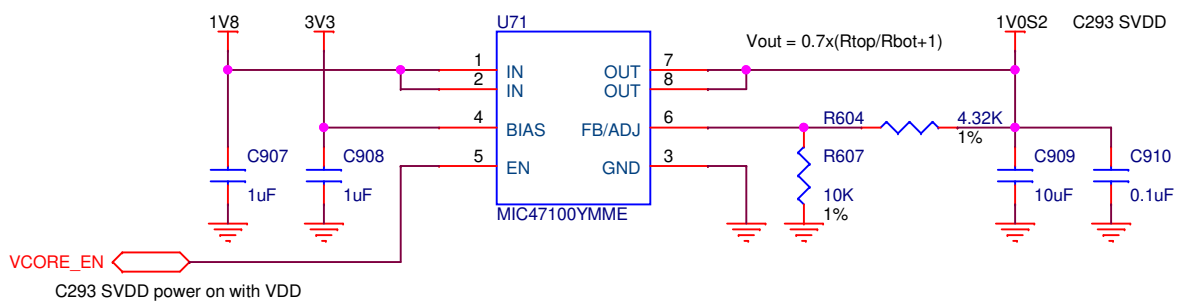 1V8
3V3
U71
1V0S2
C293 SVDD
Vout = 0.7x(Rtop/Rbot+1)
1
IN
OUT
7
2
IN
OUT
8
4
BIAS
FB/ADJ
6
R604
4.32K
1%
5
EN
GND
3
C907
1uF
C908
1uF
R607
10K
1%
C909
10uF
C910
0.1uF
MIC47100YMME
VCORE_EN
C293 SVDD power on with VDD